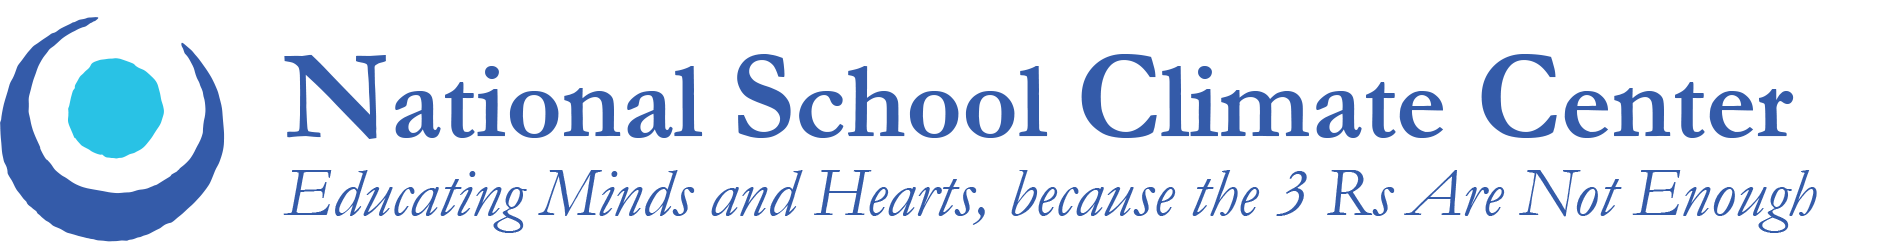 National School Climate Center
Educating Minds and Hearts, because the 3 Rs Are Not Enough